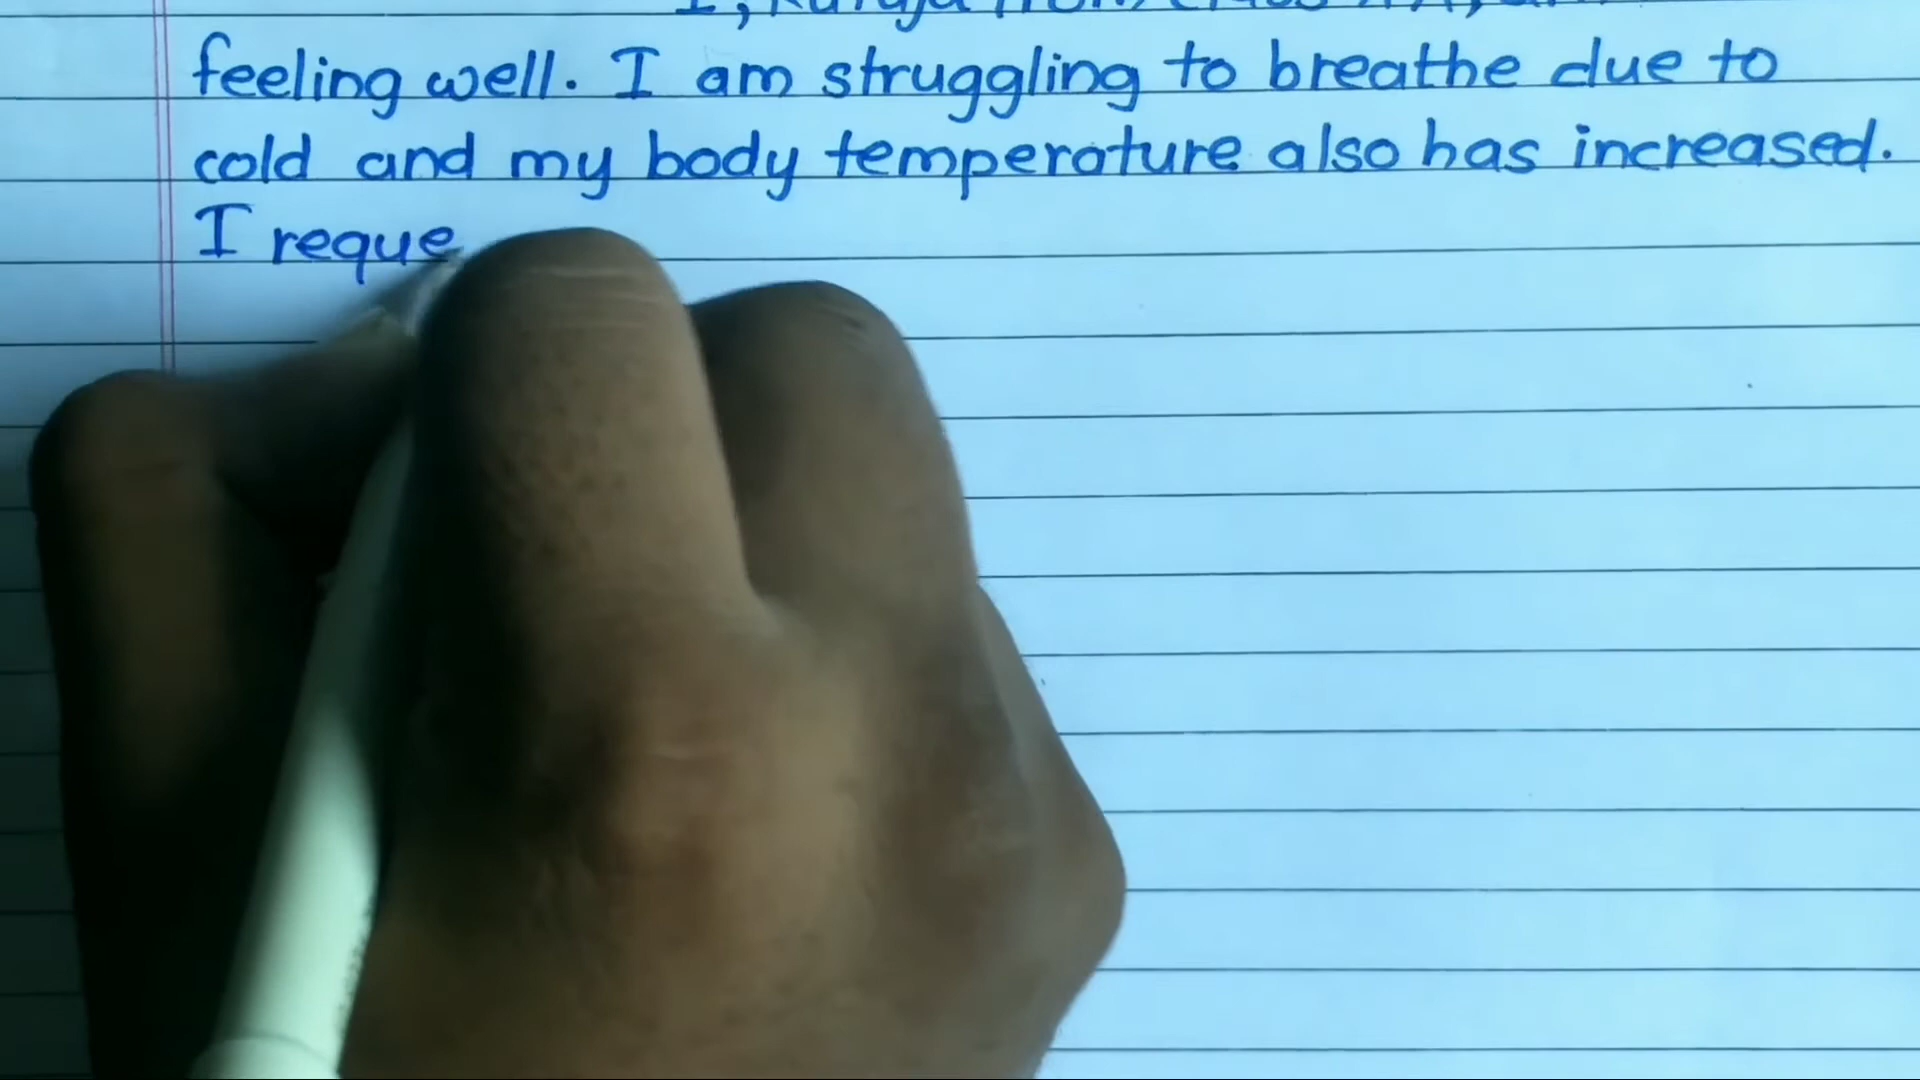 feeling well. I am struggling to breathe due to
cold and my body temperature also has increased.
I reque